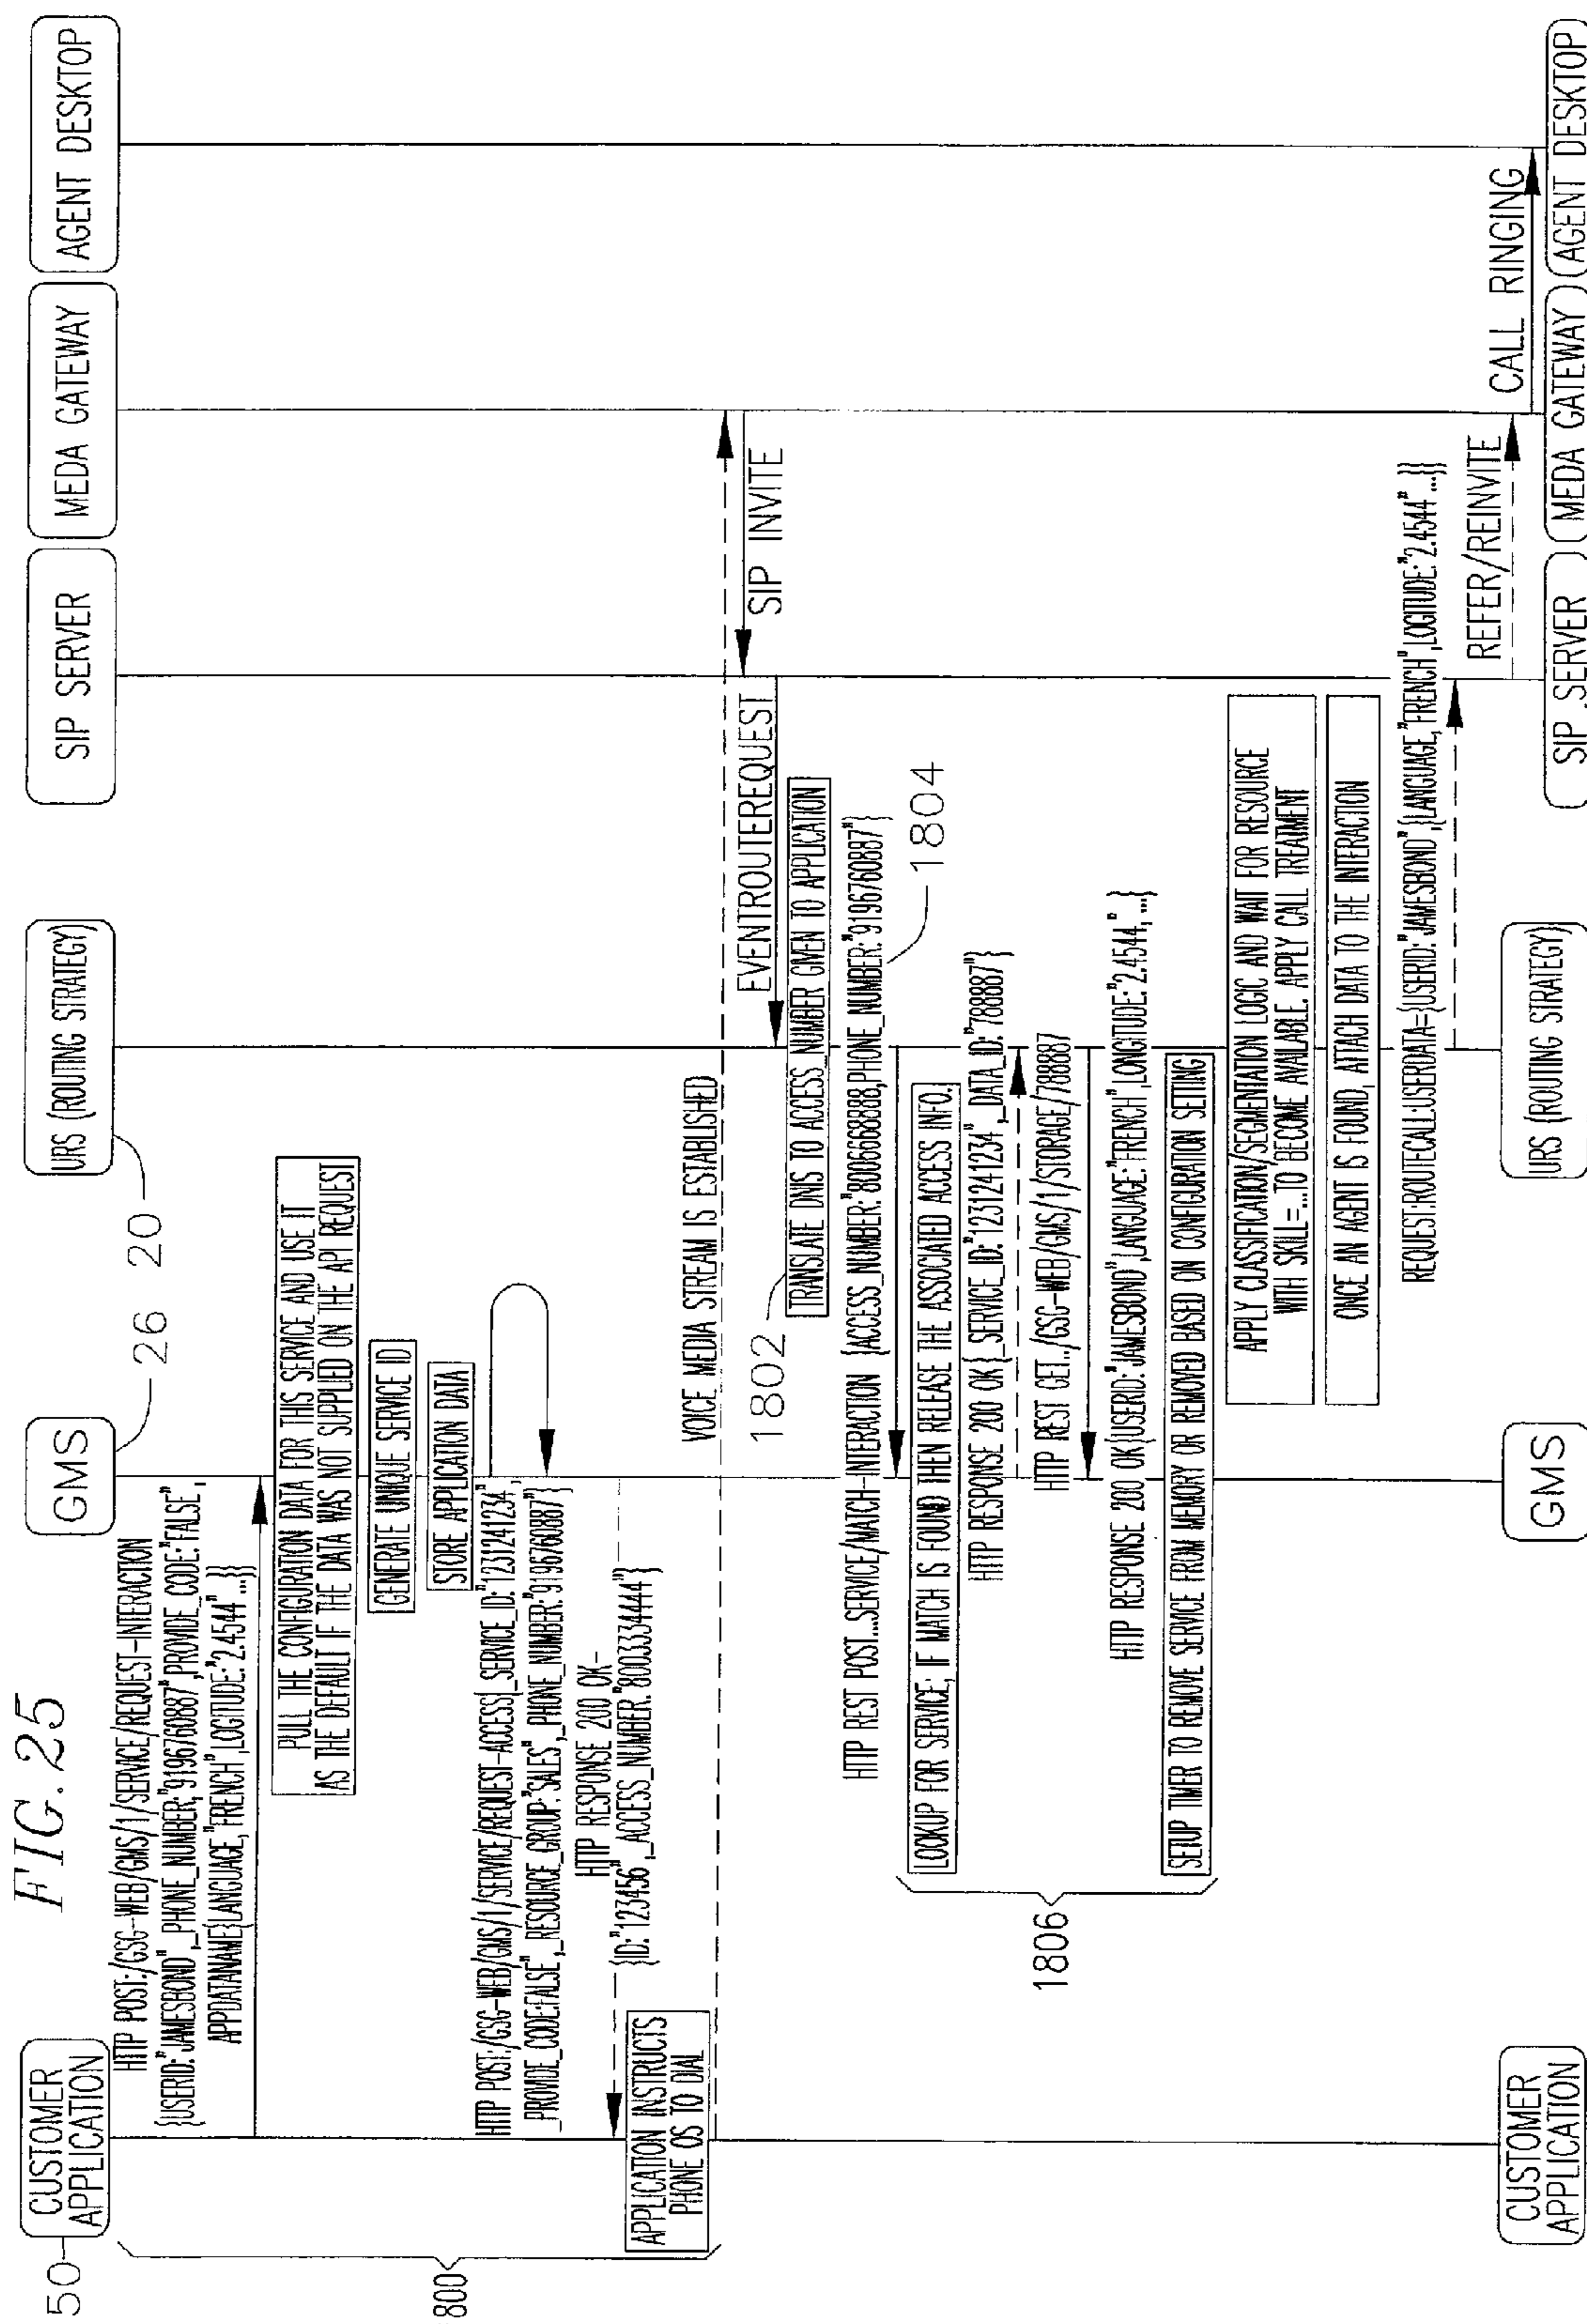 FIG. 25
50
CUSTOMER
APPLICATION
GMS
26
URS (ROUTING STRATEGY)
20
SIP SERVER
MEDA GATEWAY
AGENT DESKTOP
HTTP POST:/GSG-WEB/GMS/1/SERVICE/REQUEST-INTERACTION
{USERID:"JAMESBOND",_PHONE_NUMBER,"9196760887",PROVIDE_CODE:"FALSE",
APPDATANAME{LANGUAGE,"FRENCH",LOGITUDE:"2.4544"...}}
PULL THE CONFIGURATION DATA FOR THIS SERVICE AND USE IT
AS THE DEFAULT IF THE DATA WAS NOT SUPPLIED ON THE API REQUEST
GENERATE UNIQUE SERVICE ID
STORE APPLICATION DATA
800
HTTP POST:/GSG-WEB/GMS/1/SERVICE/REQUEST-ACCESS{_SERVICE_ID:"1231241234",
_PROVIDE_CODE:FALSE",_RESOURCE_GROUP:"SALES",_PHONE_NUMBER:"9196760887"}
HTTP RESPONSE 200 OK-
{ID:"123456",_ACCESS_NUMBER:"8003334444"}
APPLICATION INSTRUCTS
PHONE OS TO DIAL
VOICE MEDIA STREAM IS ESTABLISHED
SIP INVITE
EVENTROUTEREQUEST
1802
TRANSLATE DNIS TO ACCESS_NUMBER GIVEN TO APPLICATION
HTTP REST POST...SERVICE/MATCH-INTERACTION {ACCESS_NUMBER:"8006668888,PHONE_NUMBER:"9196760887"}
1804
LOOKUP FOR SERVICE; IF MATCH IS FOUND THEN RELEASE THE ASSOCIATED ACCESS INFO.
HTTP RESPONSE 200 OK{_SERVICE_ID:"1231241234",_DATA_ID:"788887"}
1806
HTTP REST GET../GSG-WEB/GMS/1/STORAGE/788887
HTTP RESPONSE 200 OK{USERID:"JAMESBOND",LANGUAGE:"FRENCH",LONGITUDE:"2.4544,"...}
SETUP TIMER TO REMOVE SERVICE FROM MEMORY OR REMOVED BASED ON CONFIGURATION SETTING
APPLY CLASSIFICATION/SEGMENTATION LOGIC AND WAIT FOR RESOURCE
WITH SKILL=...TO BECOME AVAILABLE. APPLY CALL TREATMENT
ONCE AN AGENT IS FOUND, ATTACH DATA TO THE INTERACTION
REQUEST:ROUTECALL:USERDATA={USERID:"JAMESBOND",{LANGUAGE,"FRENCH",LOGITUDE:"2.4544"...}}
REFER/REINVITE
CALL RINGING
CUSTOMER
APPLICATION
GMS
URS (ROUTING STRATEGY)
SIP .SERVER
MEDA GATEWAY
AGENT DESKTOP